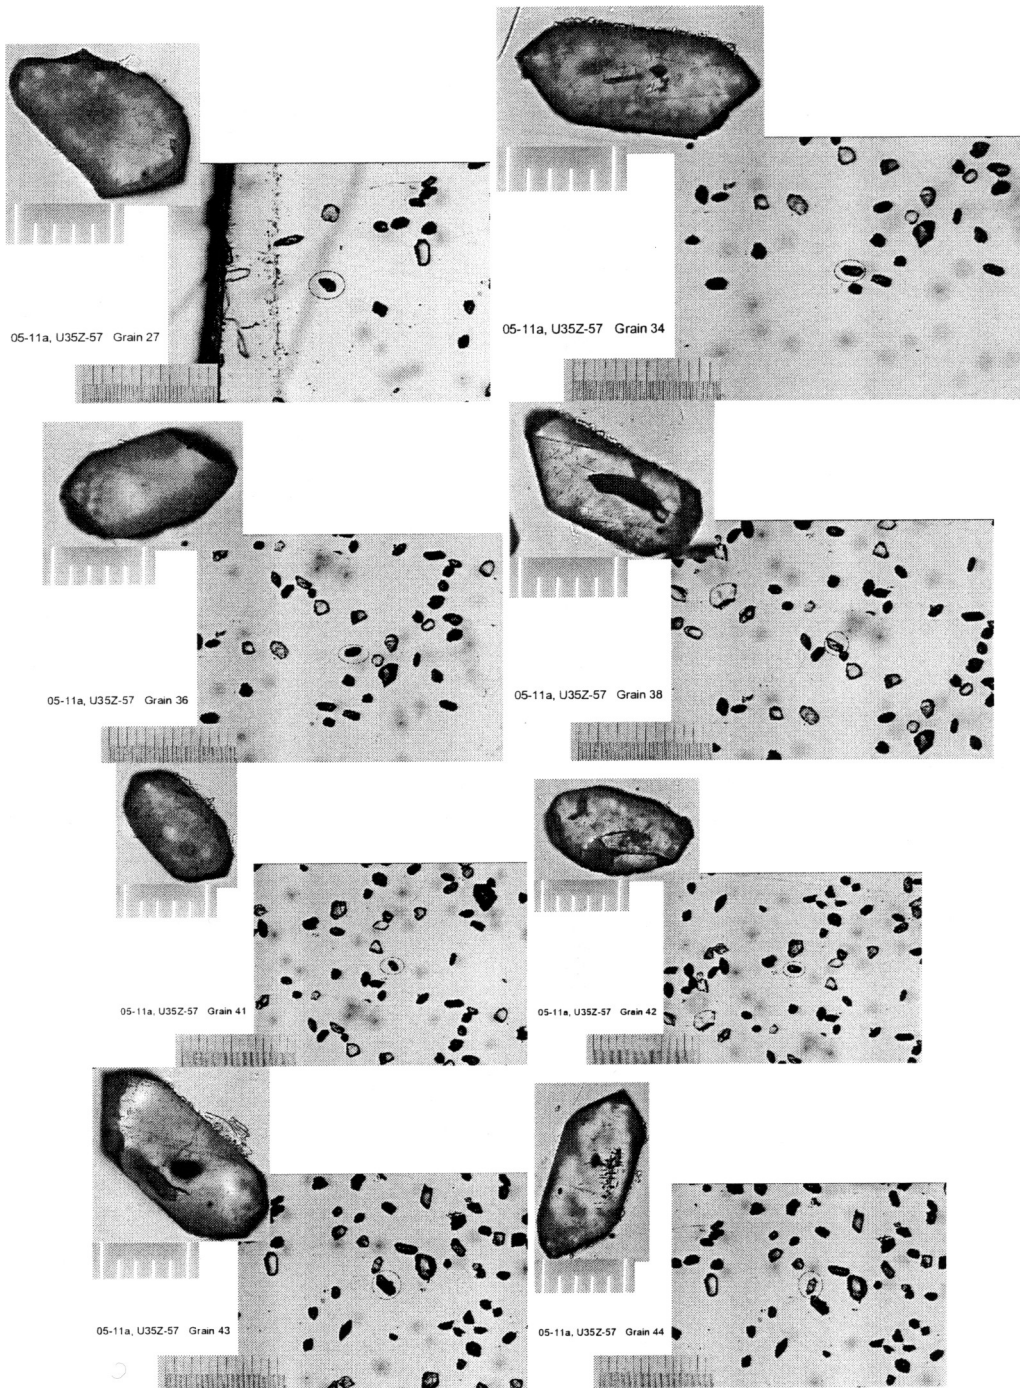 05-11a, U35Z-57 Grain 27
05-11a, U35Z-57 Grain 34
05-11a, U35Z-57 Grain 36
05-11a, U35Z-57 Grain 38
05-11a, U35Z-57 Grain 41
05-11a, U35Z-57 Grain 42
05-11a, U35Z-57 Grain 43
05-11a, U35Z-57 Grain 44